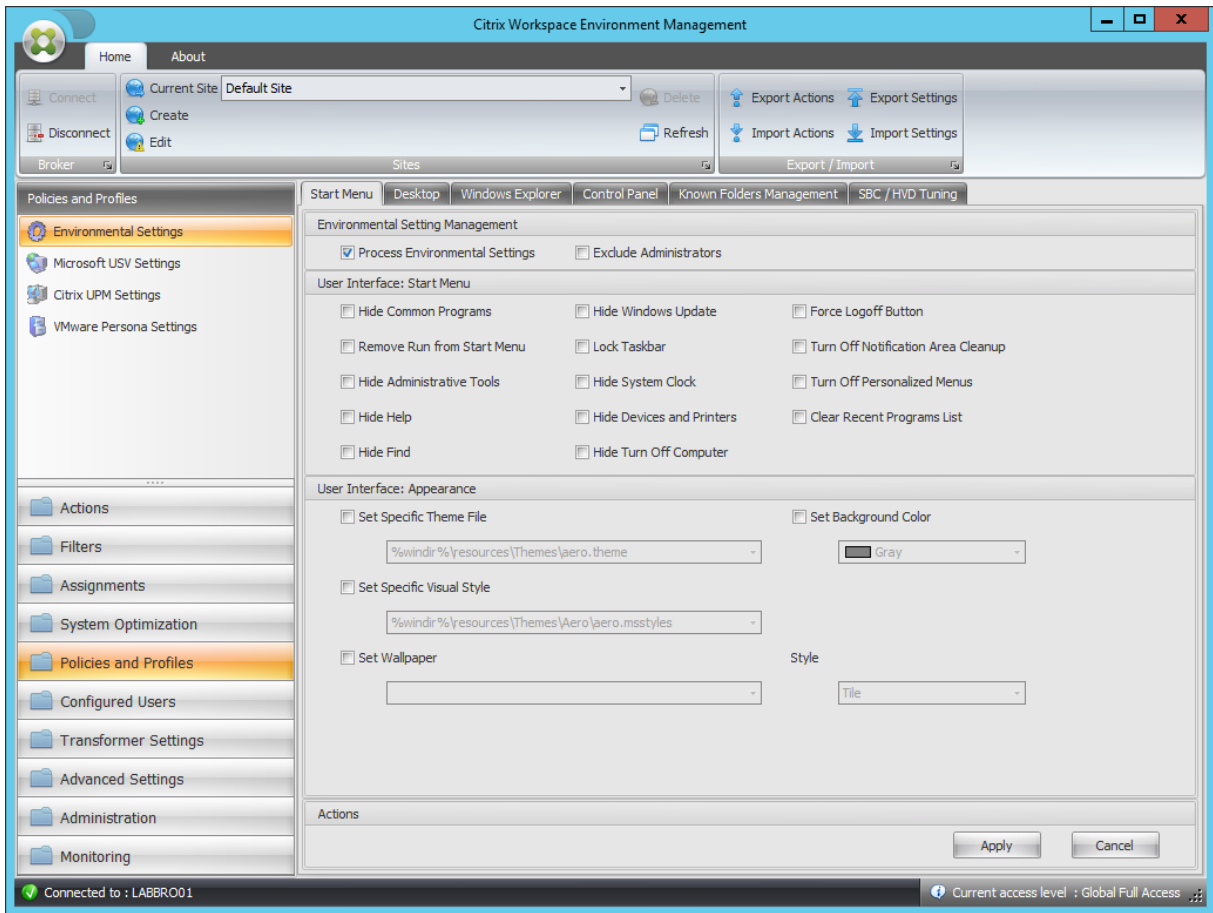 Citrix Workspace Environment Management
Home About
Connect
Disconnect
Broker
Current Site Default Site
Create
Edit
Delete
Refresh
Sites
Export Actions Export Settings
Import Actions Import Settings
Export / Import
Policies and Profiles
Environmental Settings
Microsoft USV Settings
Citrix UPM Settings
VMware Persona Settings
Actions
Filters
Assignments
System Optimization
Policies and Profiles
Configured Users
Transformer Settings
Advanced Settings
Administration
Monitoring
Start Menu Desktop Windows Explorer Control Panel Known Folders Management SBC / HVD Tuning
Environmental Setting Management
Process Environmental Settings Exclude Administrators
User Interface: Start Menu
Hide Common Programs Hide Windows Update Force Logoff Button
Remove Run from Start Menu Lock Taskbar Turn Off Notification Area Cleanup
Hide Administrative Tools Hide System Clock Turn Off Personalized Menus
Hide Help Hide Devices and Printers Clear Recent Programs List
Hide Find Hide Turn Off Computer
User Interface: Appearance
Set Specific Theme File Set Background Color
%windir%\resources\Themes\aero.theme Gray
Set Specific Visual Style
%windir%\resources\Themes\Aero\aero.msstyles
Set Wallpaper Style
Tile
Actions
Apply Cancel
Connected to : LABBRO01 Current access level : Global Full Access